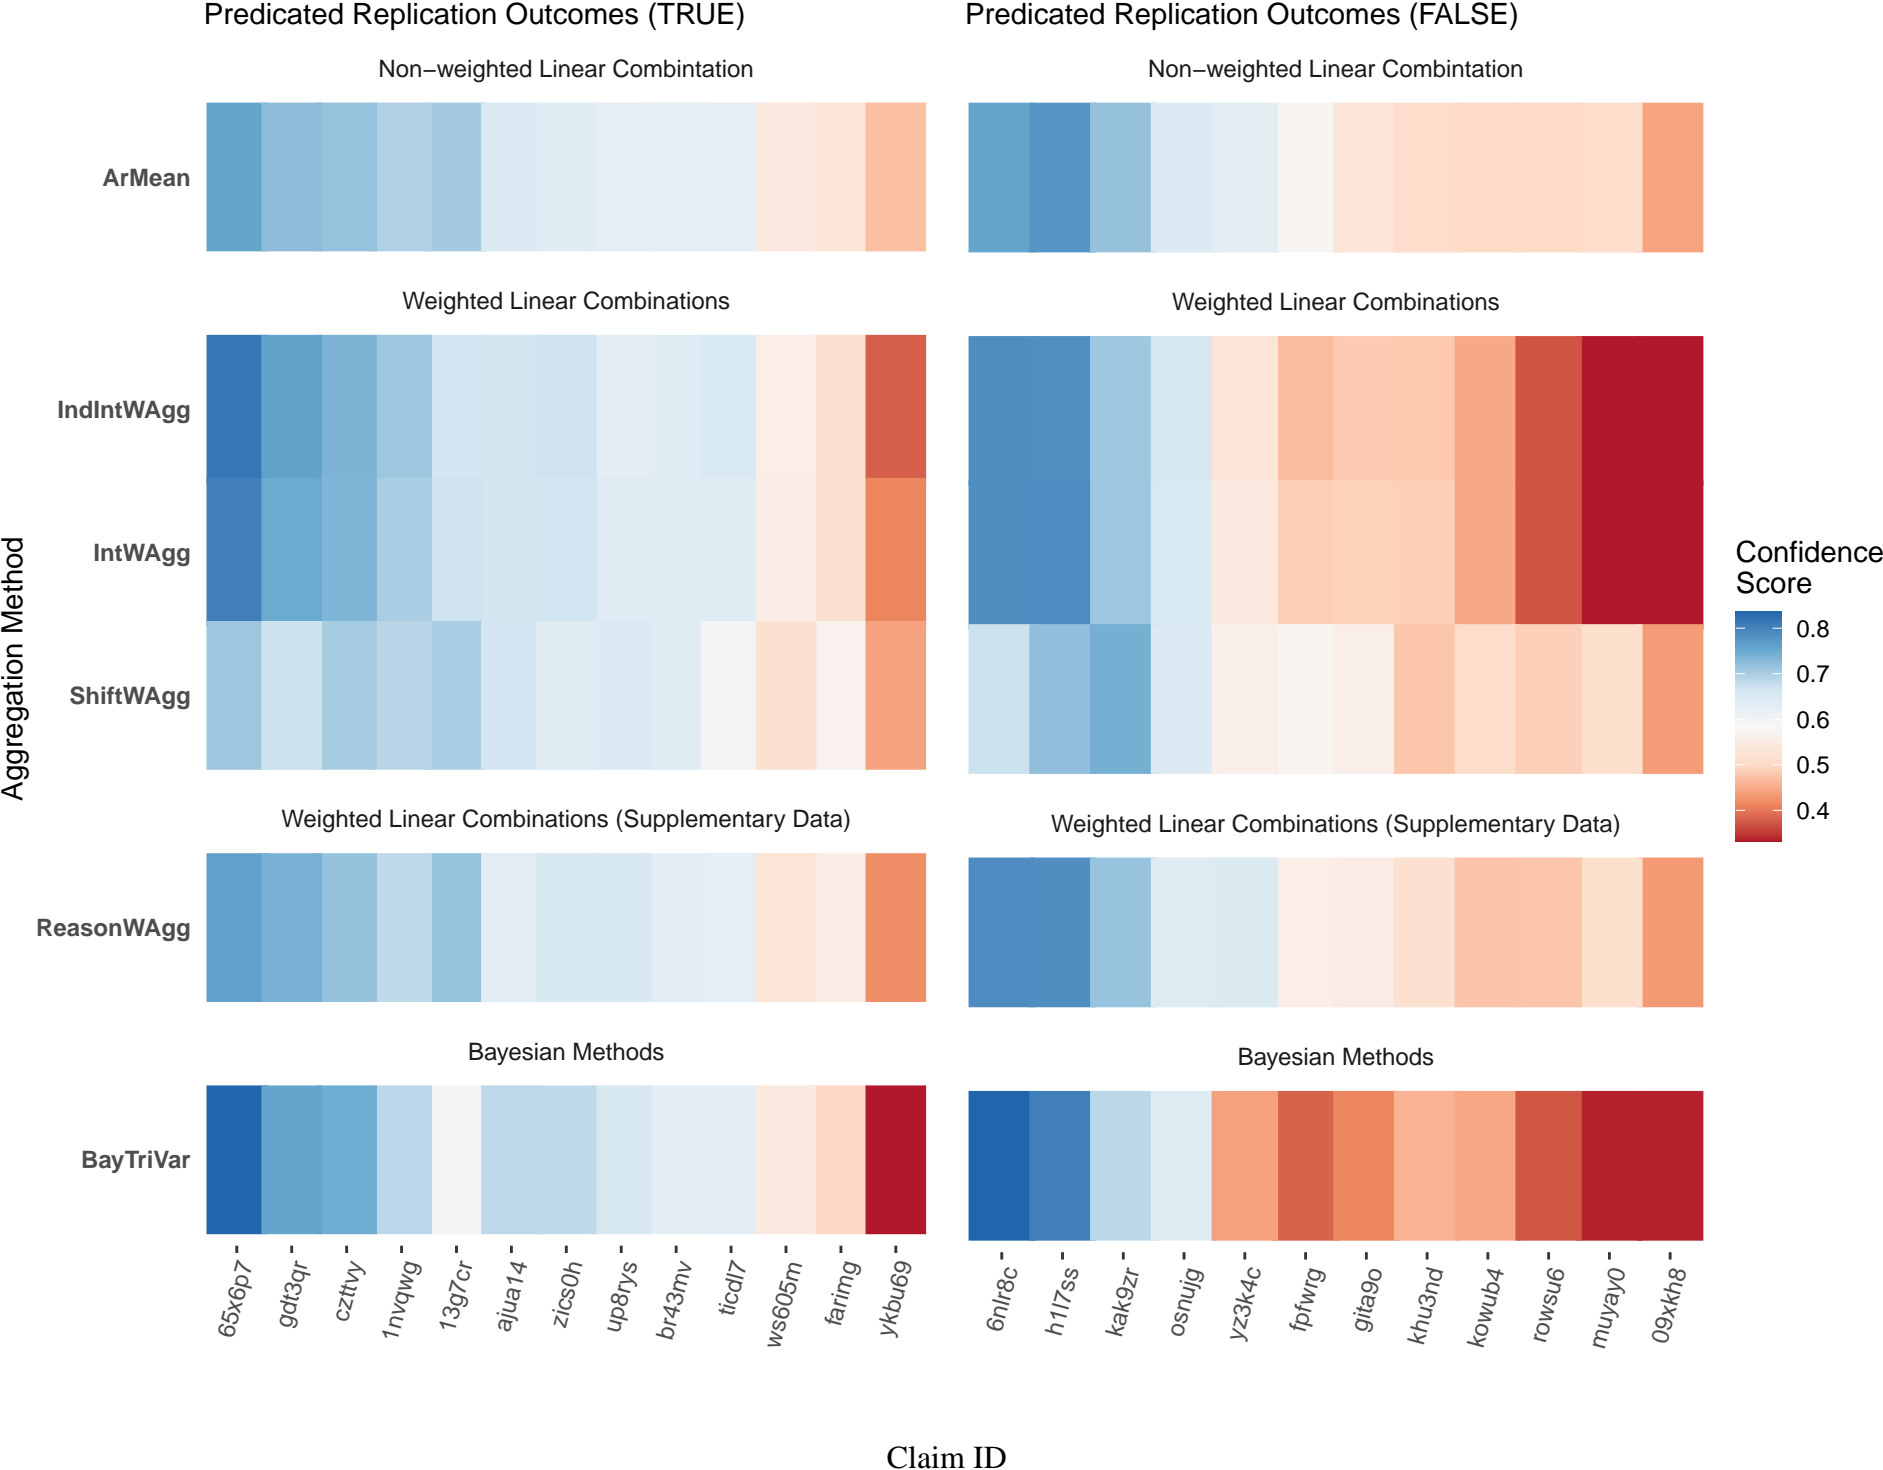 Predicated Replication Outcomes (TRUE)
Predicated Replication Outcomes (FALSE)
Non−weighted Linear Combintation
Non−weighted Linear Combintation
ArMean
Weighted Linear Combinations
Weighted Linear Combinations
IndIntWAgg
IntWAgg
ShiftWAgg
Aggregation Method
Confidence
Score
0.8
0.7
0.6
0.5
0.4
Weighted Linear Combinations (Supplementary Data)
Weighted Linear Combinations (Supplementary Data)
ReasonWAgg
Bayesian Methods
Bayesian Methods
BayTriVar
65x6p7
gdt3qr
czttvy
1nvqwg
13g7cr
ajua14
zics0h
up8rys
br43mv
ticdl7
ws605m
farimg
ykbu69
6nlr8c
h1l7ss
kak9zr
osnujg
yz3k4c
fpfwrg
gita9o
khu3nd
kowub4
rowsu6
muyay0
09xkh8
Claim ID